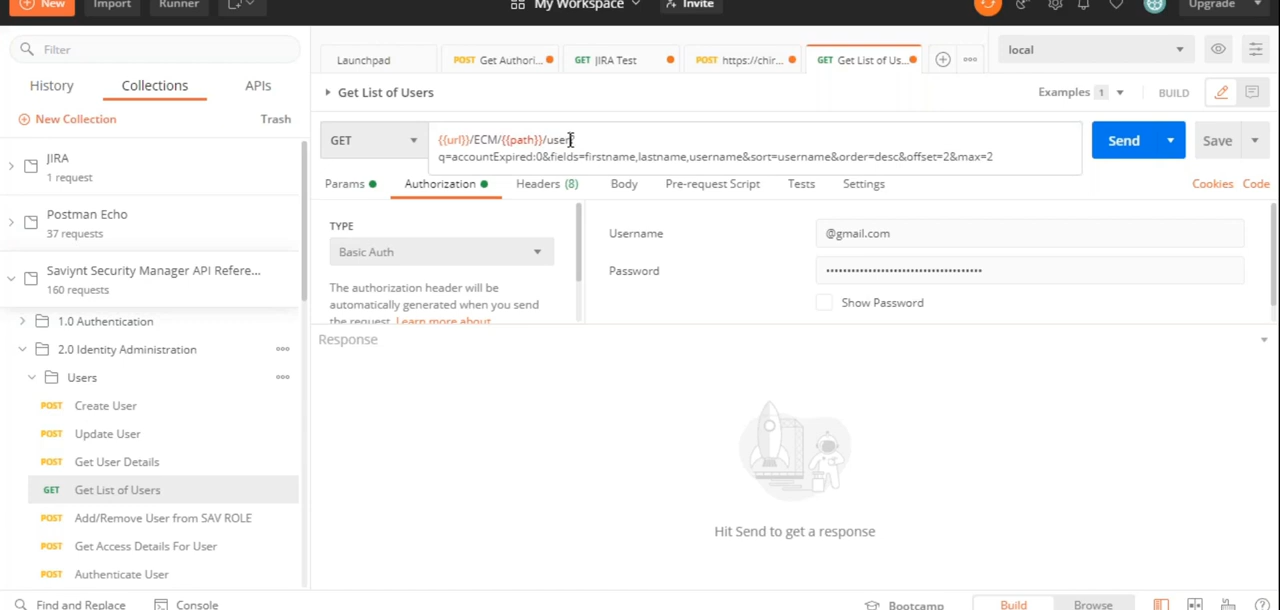 New
Import
Runner
My Workspace
Invite
Upgrade
Filter
History
Collections
APIs
New Collection
Trash
JIRA
1 request
Postman Echo
37 requests
Saviynt Security Manager API Refere...
160 requests
1.0 Authentication
2.0 Identity Administration
Users
POST Create User
POST Update User
POST Get User Details
GET Get List of Users
POST Add/Remove User from SAV ROLE
POST Get Access Details For User
POST Authenticate User
Find and Replace
Console
Launchpad
POST Get Authori...
GET JIRA Test
POST https://chir...
GET Get List of Us...
local
Get List of Users
Examples 1
BUILD
GET
{{url}}/ECM/{{path}}/user?
q=accountExpired:0&fields=firstname,lastname,username&sort=username&order=desc&offset=2&max=2
Send
Save
Params
Authorization
Headers (8)
Body
Pre-request Script
Tests
Settings
Cookies
Code
TYPE
Basic Auth
The authorization header will be
automatically generated when you send
the request. Learn more about
Username
@gmail.com
Password
Show Password
Response
Hit Send to get a response
Bootcamp
Build
Browse